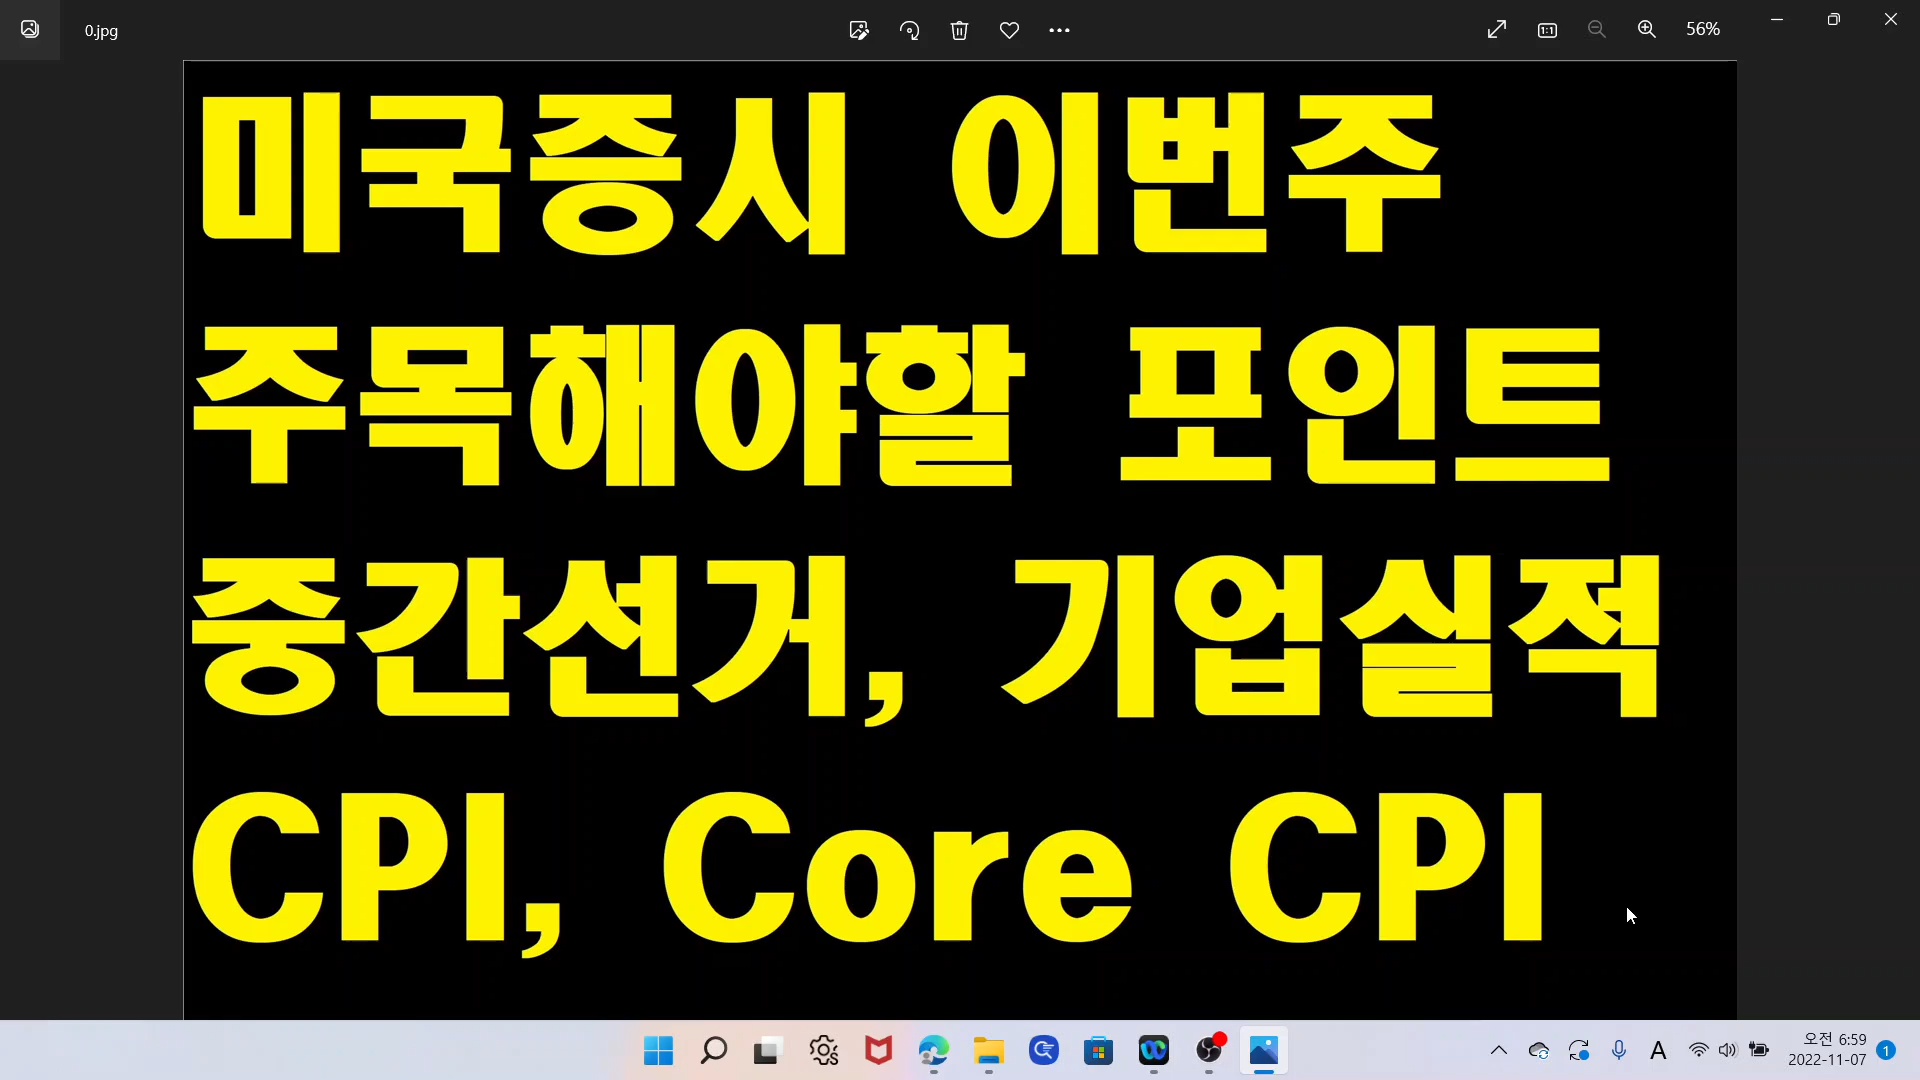 0.jpg
56%
미국증시 이번주
주목해야할 포인트
중간선거, 기업실적
CPI, Core CPI
A
오전 6:59
2022-11-07
1